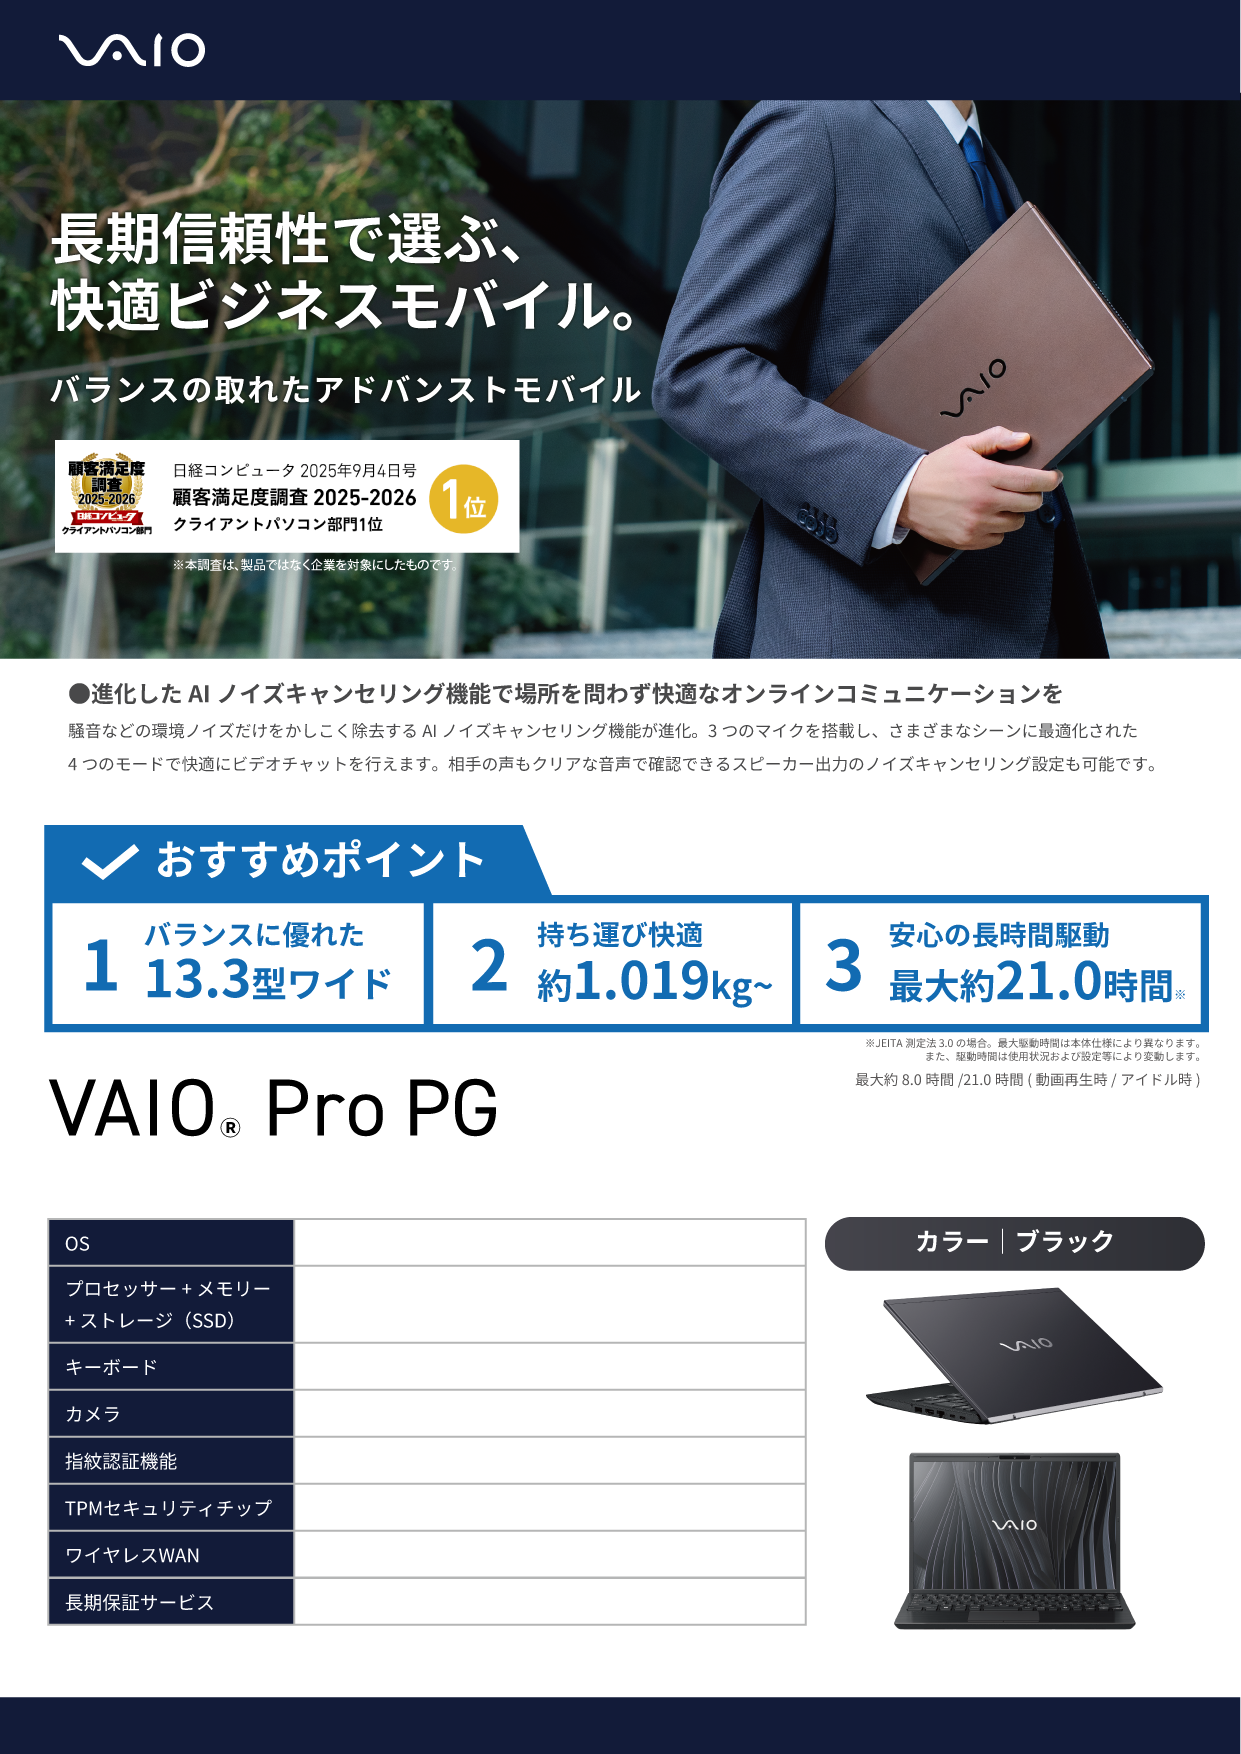 VAIO
長期信頼性で選ぶ、
快適ビジネスモバイル。
バランスの取れたアドバンストモバイル
VAIO
顧客満足度
調査
2025-2026
日経コンピュータ
クライアントパソコン部門
日経コンピュータ 2025年9月4日号
顧客満足度調査 2025-2026
クライアントパソコン部門1位
1位
※本調査は、製品ではなく企業を対象にしたものです。
●進化した AI ノイズキャンセリング機能で場所を問わず快適なオンラインコミュニケーションを
騒音などの環境ノイズだけをかしこく除去する AI ノイズキャンセリング機能が進化。3 つのマイクを搭載し、さまざまなシーンに最適化された
4 つのモードで快適にビデオチャットを行えます。相手の声もクリアな音声で確認できるスピーカー出力のノイズキャンセリング設定も可能です。
おすすめポイント
1 バランスに優れた
13.3型ワイド
2 持ち運び快適
約1.019kg~
3 安心の長時間駆動
最大約21.0時間※
※JEITA 測定法 3.0 の場合。最大駆動時間は本体仕様により異なります。
また、駆動時間は使用状況および設定等により変動します。
最大約 8.0 時間 /21.0 時間 ( 動画再生時 / アイドル時 )
VAIO® Pro PG
OS
プロセッサー + メモリー
+ ストレージ（SSD）
キーボード
カメラ
指紋認証機能
TPMセキュリティチップ
ワイヤレスWAN
長期保証サービス
カラー｜ブラック
VAIO
VAIO